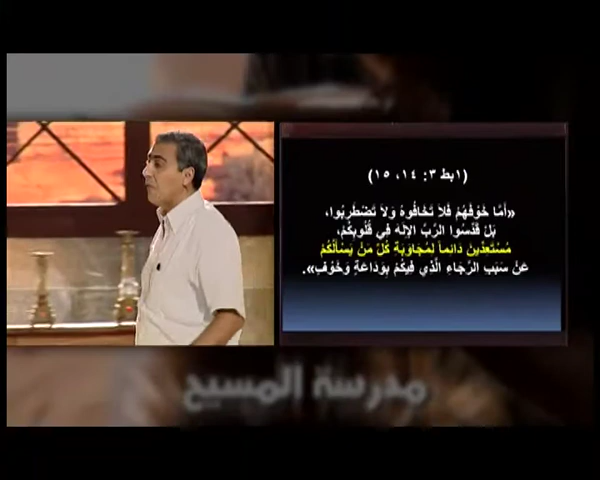 (١بط ٣: ١٤، ١٥)
«أَمَّا خَوْفَهُمْ فَلاَ تَخَافُوهُ وَلاَ تَضْطَرِبُوا،
بَلْ قَدِّسُوا الرَّبَّ الإِلَهَ فِي قُلُوبِكُمْ،
مُسْتَعِدِّينَ دَائِماً لِمُجَاوَبَةِ كُلِّ مَنْ يَسْأَلُكُمْ
عَنْ سَبَبِ الرَّجَاءِ الَّذِي فِيكُمْ بِوَدَاعَةٍ وَخَوْفٍ».
مدرسة المسيح